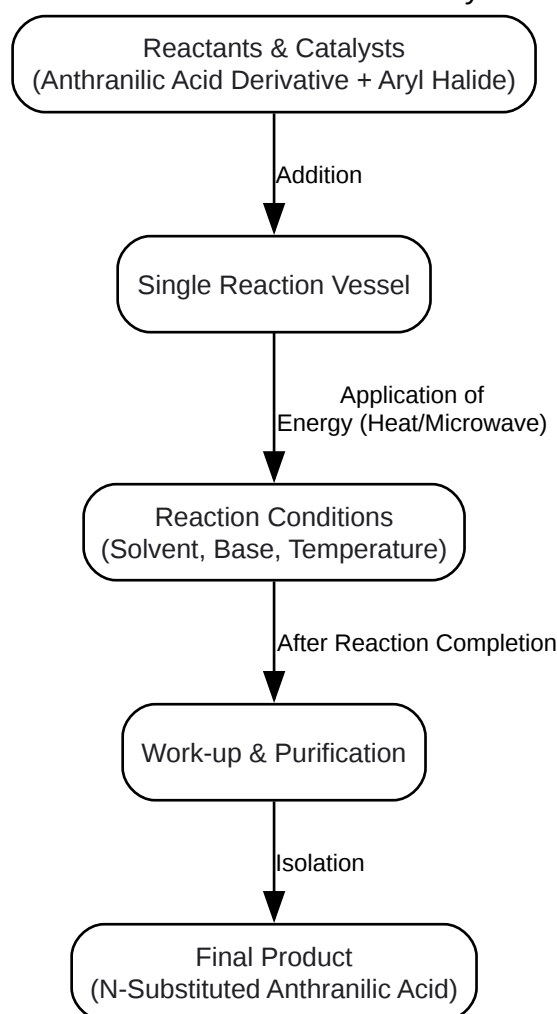 Reactants & Catalysts
(Anthranilic Acid Derivative + Aryl Halide)
Addition
Single Reaction Vessel
Application of
Energy (Heat/Microwave)
Reaction Conditions
(Solvent, Base, Temperature)
After Reaction Completion
Work-up & Purification
Isolation
Final Product
(N-Substituted Anthranilic Acid)